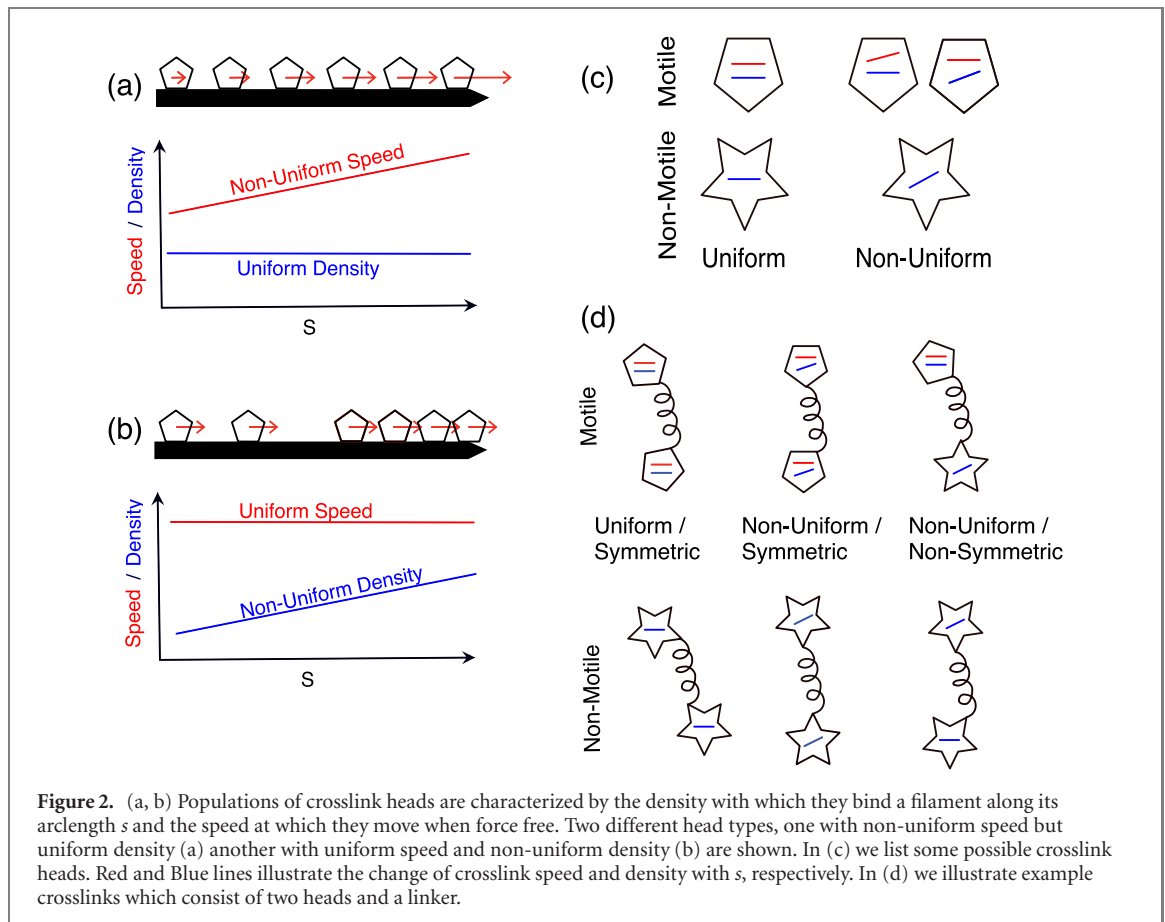 (a)
Speed / Density
Non-Uniform Speed
Uniform Density
S
(b)
Speed / Density
Uniform Speed
Non-Uniform Density
S
(c)
Motile
Non-Motile
Uniform
Non-Uniform
(d)
Motile
Uniform /
Symmetric
Non-Uniform /
Symmetric
Non-Uniform /
Non-Symmetric
Non-Motile
Figure 2. (a, b) Populations of crosslink heads are characterized by the density with which they bind a filament along its
arclength s and the speed at which they move when force free. Two different head types, one with non-uniform speed but
uniform density (a) another with uniform speed and non-uniform density (b) are shown. In (c) we list some possible crosslink
heads. Red and Blue lines illustrate the change of crosslink speed and density with s, respectively. In (d) we illustrate example
crosslinks which consist of two heads and a linker.